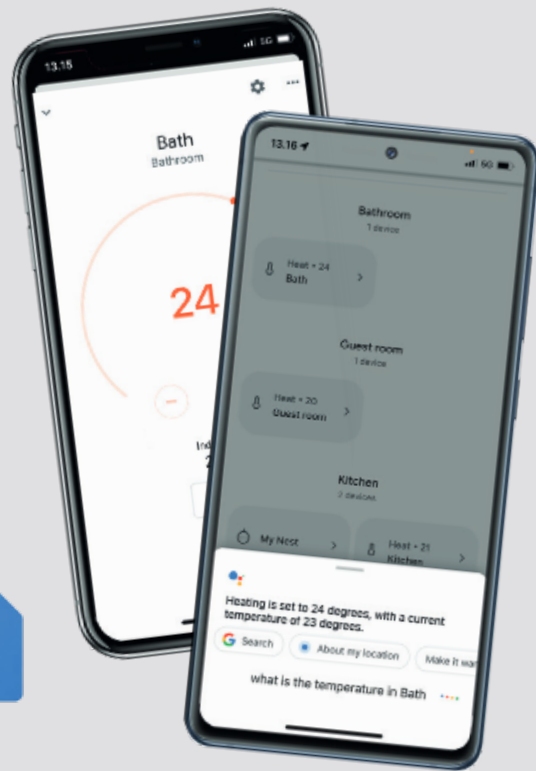 13.15
5G
Bath
Bathroom
24
13.16
5G
Bathroom
1 device
Heat • 24
Bath
Guest room
1 device
Heat • 20
Guest room
Kitchen
2 devices
My Nest
Heat • 21
Kitchen
Heating is set to 24 degrees, with a current
temperature of 23 degrees.
Search
About my location
Make it
what is the temperature in Bath